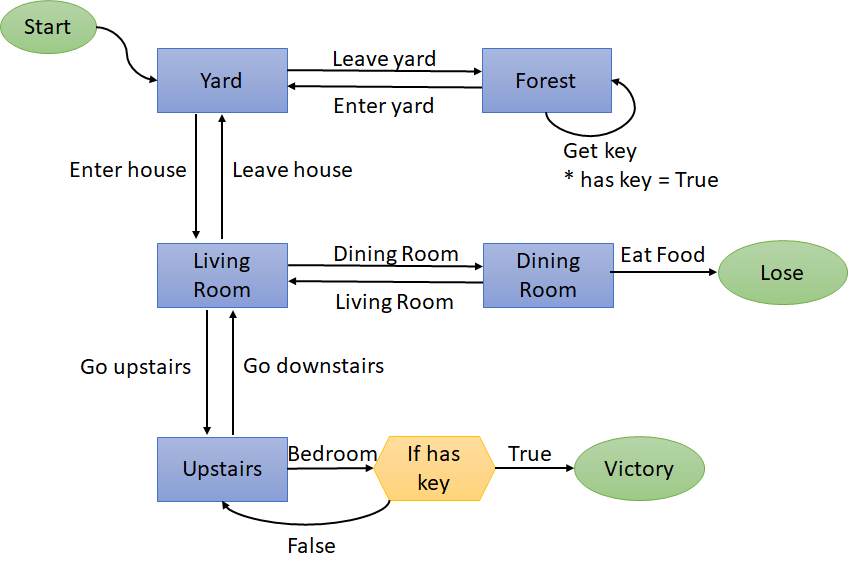 Start
Yard
Leave yard
Forest
Enter yard
Get key
* has key = True
Enter house
Leave house
Living
Room
Dining Room
Dining
Room
Eat Food
Lose
Living Room
Go upstairs
Go downstairs
Upstairs
Bedroom
If has
key
True
Victory
False